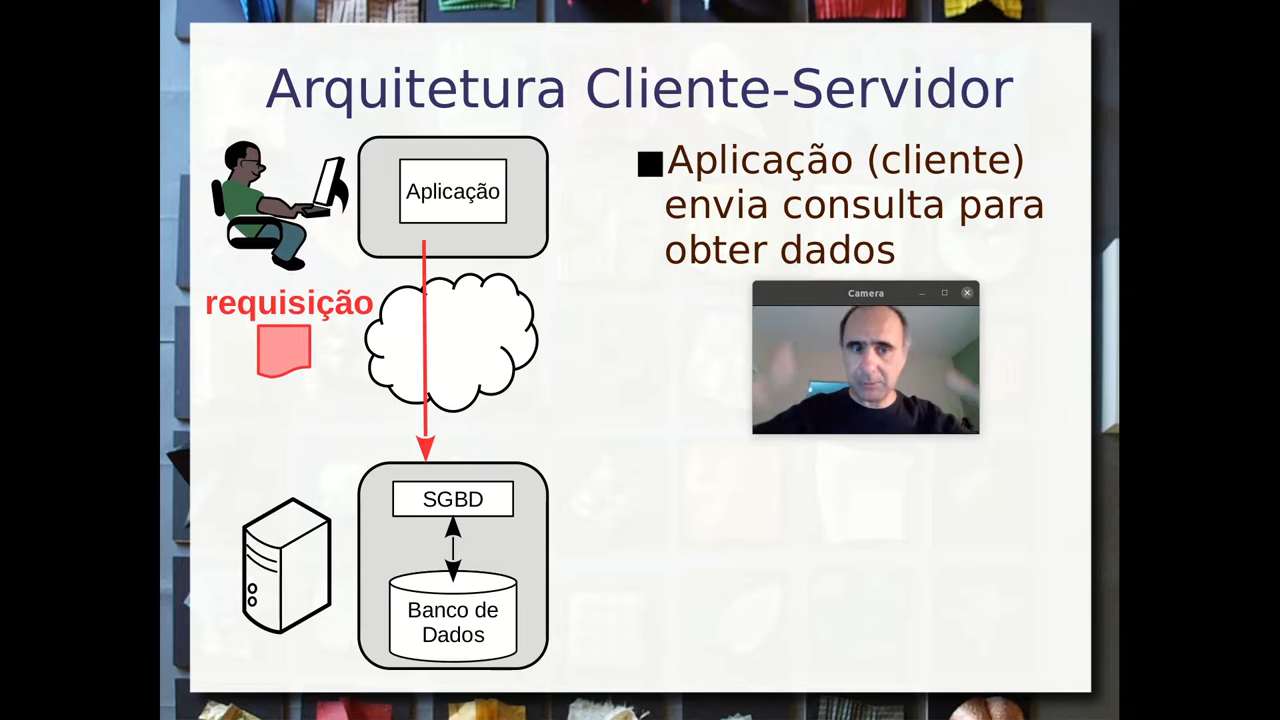 Arquitetura Cliente-Servidor
Aplicação
■Aplicação (cliente)
envia consulta para
obter dados
requisição
Camera
SGBD
Banco de
Dados